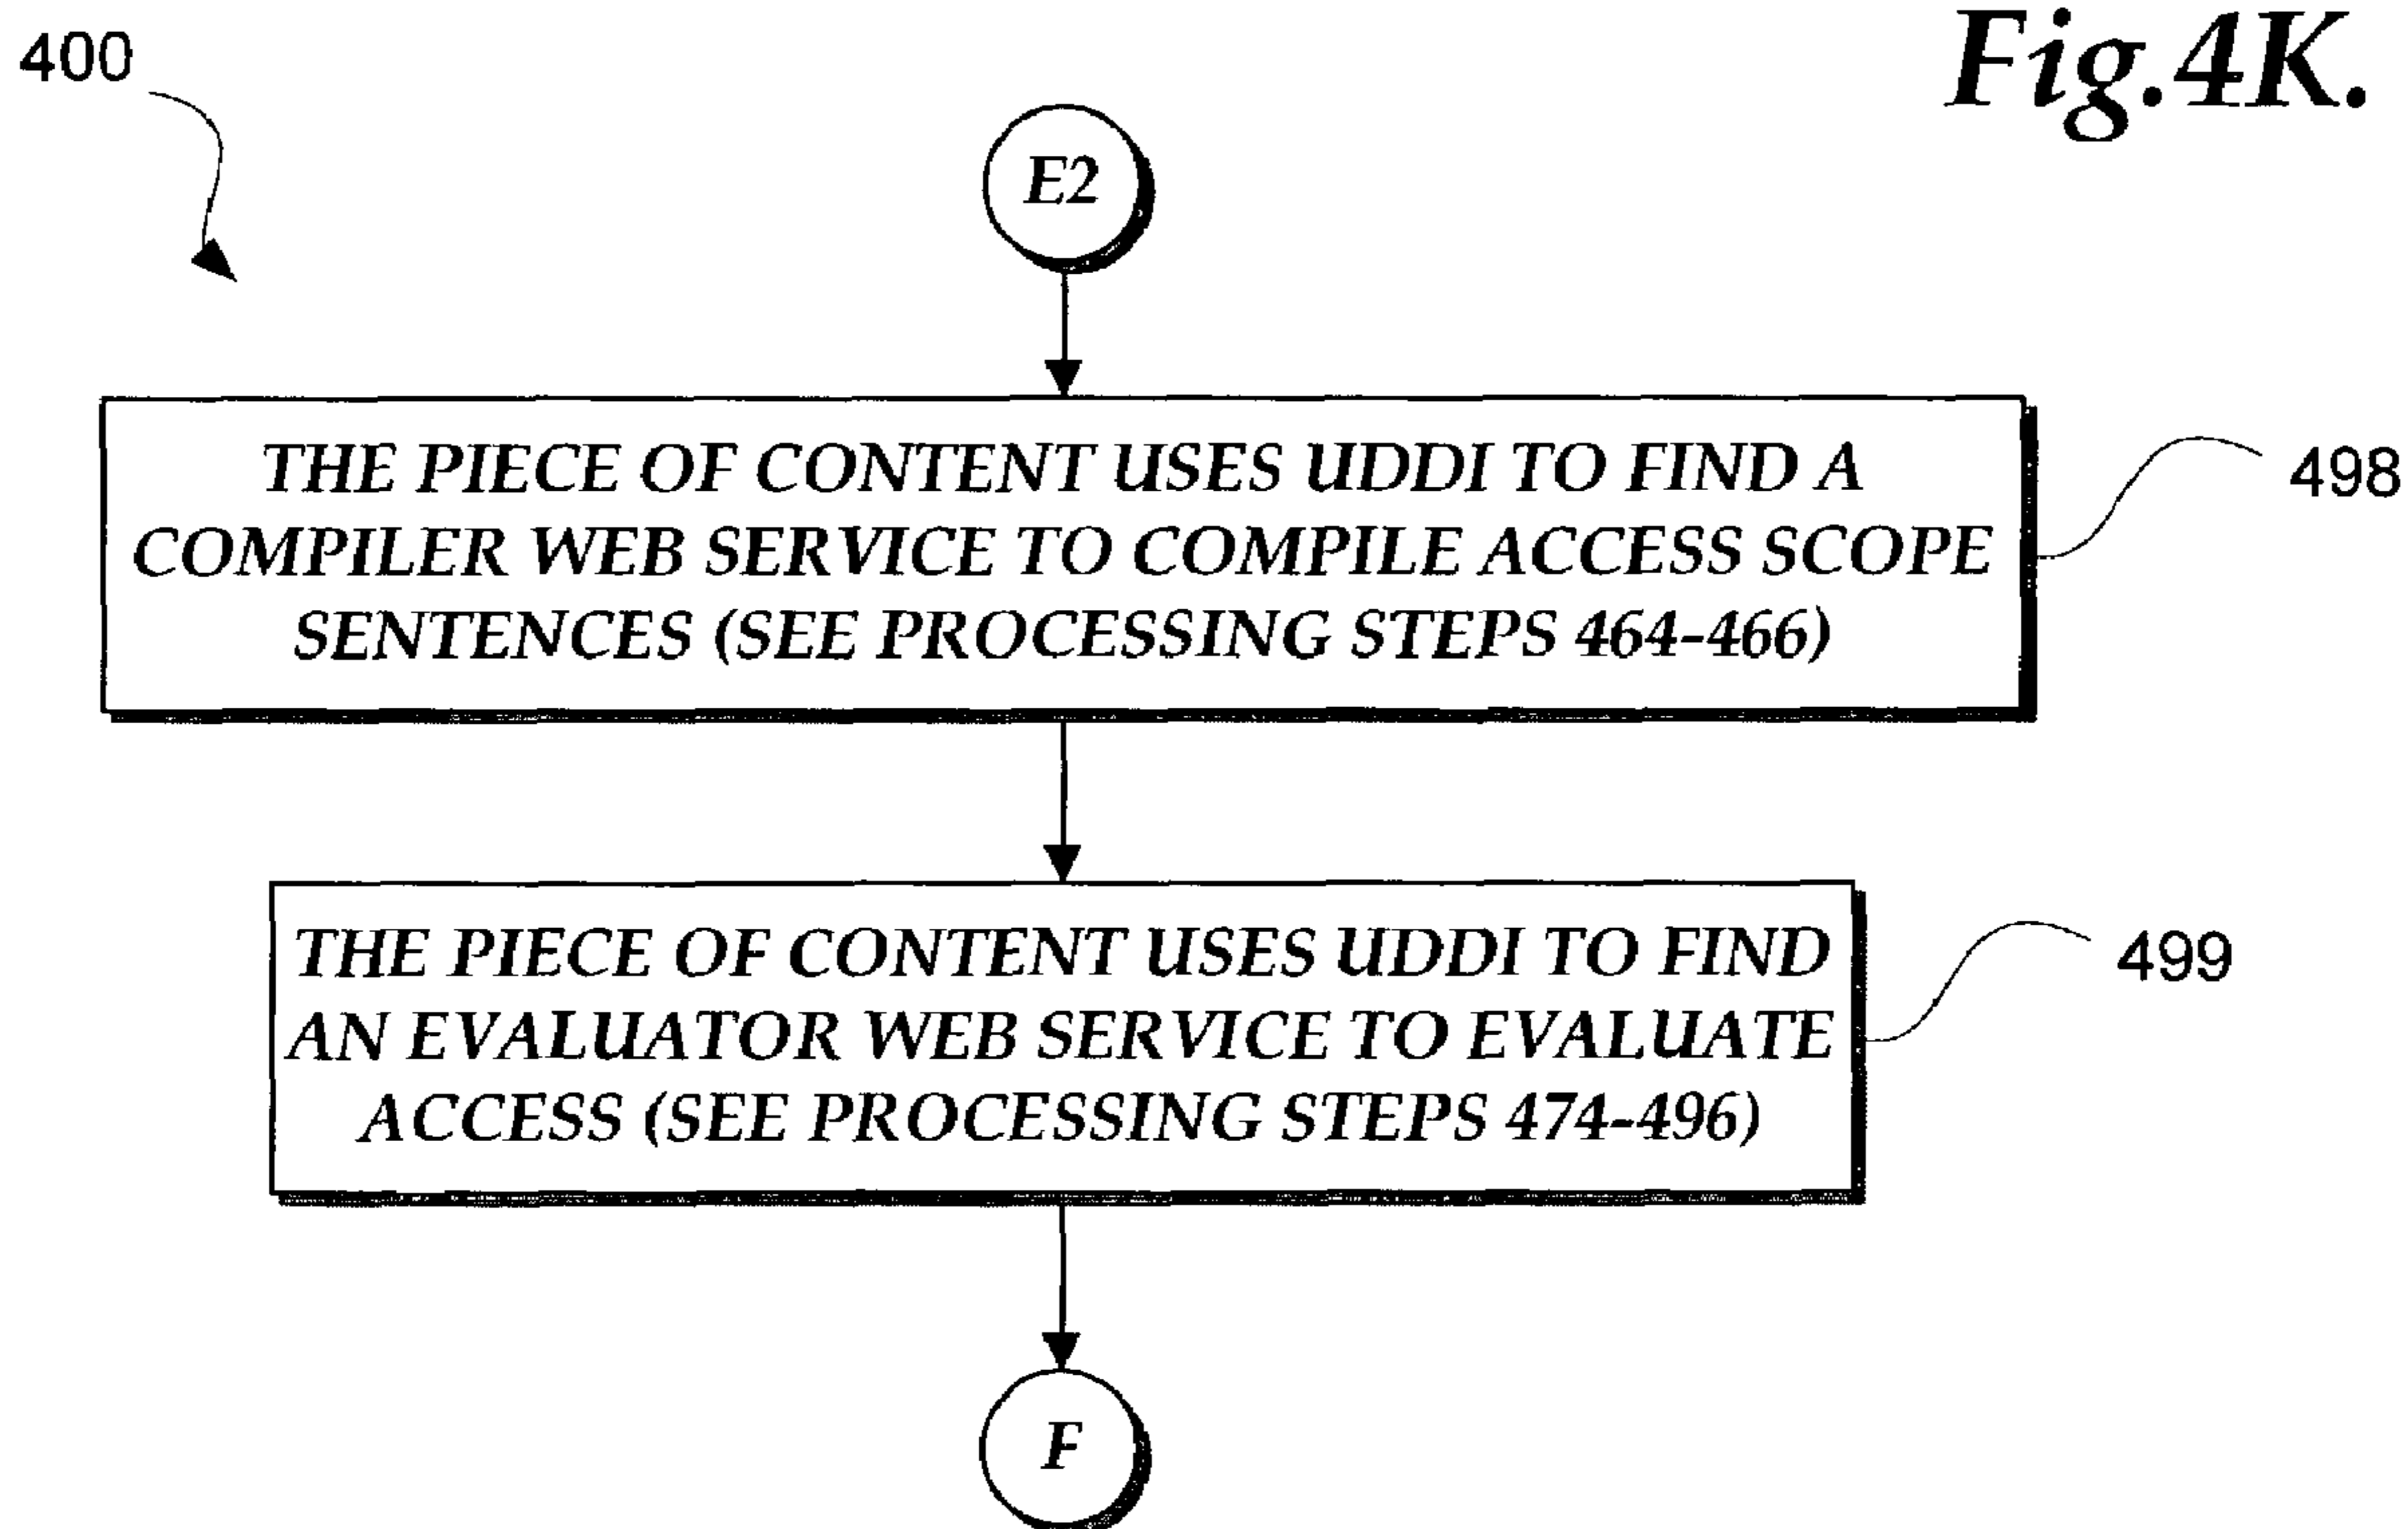 400
Fig.4K.
E2
THE PIECE OF CONTENT USES UDDI TO FIND A
COMPILER WEB SERVICE TO COMPILE ACCESS SCOPE
SENTENCES (SEE PROCESSING STEPS 464-466)
498
THE PIECE OF CONTENT USES UDDI TO FIND
AN EVALUATOR WEB SERVICE TO EVALUATE
ACCESS (SEE PROCESSING STEPS 474-496)
499
F